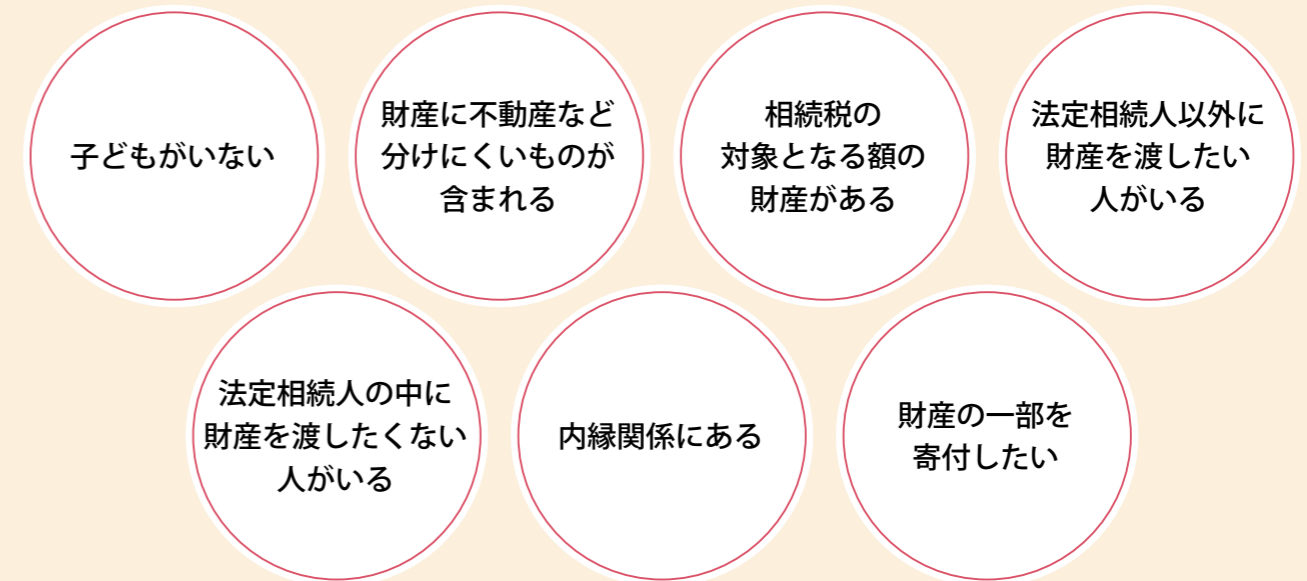 子どもがいない
財産に不動産など
分けにくいものが
含まれる
相続税の
対象となる額の
財産がある
法定相続人以外に
財産を渡したい
人がいる
法定相続人の中に
財産を渡したくない
人がいる
内縁関係にある
財産の一部を
寄付したい